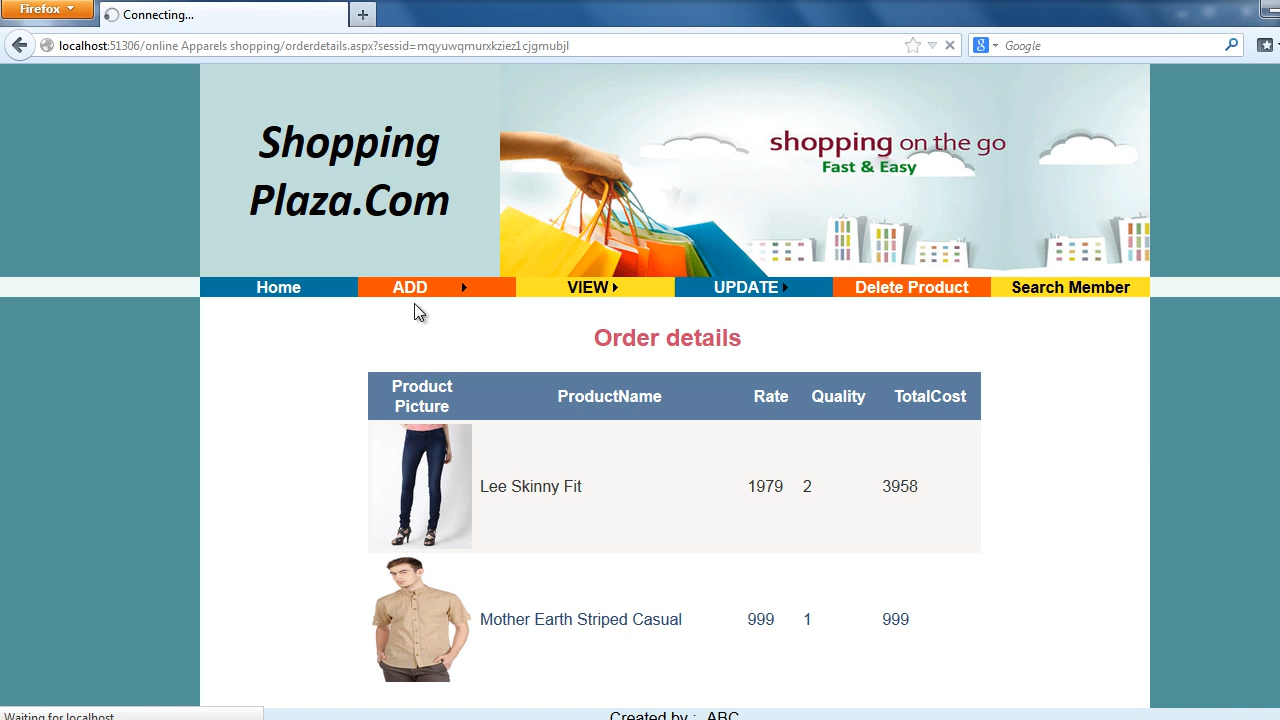 Firefox
Connecting...
localhost:51306/online Apparels shopping/orderdetails.aspx?sessid=mqyuwqmurxkziez1cjgmubjl
Google
Shopping
Plaza.Com
shopping on the go
Fast & Easy
Home ADD VIEW UPDATE Delete Product Search Member
Order details
Product
Picture
ProductName Rate Quality TotalCost
Lee Skinny Fit 1979 2 3958
Mother Earth Striped Casual 999 1 999
Waiting for localhost
Created by : ABC